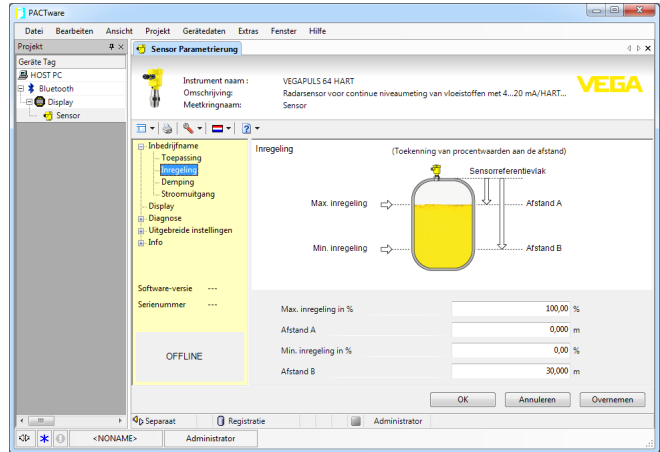 PACTware
Datei Bearbeiten Ansicht Projekt Gerätedaten Extras Fenster Hilfe
Projekt
Geräte Tag
HOST PC
Bluetooth
Display
Sensor
Sensor Parametrierung
Instrument naam : VEGAPULS 64 HART
Omschrijving: Radarsensor voor continue niveaumeting van vloeistoffen met 4...20 mA/HART...
Meetkringnaam: Sensor
VEGA
Inbedrijfname
Toepassing
Inregeling
Demping
Stroomuitgang
Display
Diagnose
Uitgebreide instellingen
Info
Software-versie ---
Serienummer ---
OFFLINE
Inregeling
(Toekenning van procentwaarden aan de afstand)
Sensorreferentievlak
Max. inregeling
Afstand A
Min. inregeling
Afstand B
Max. inregeling in % 100,00 %
Afstand A 0,000 m
Min. inregeling in % 0,00 %
Afstand B 30,000 m
OK Annuleren Overnemen
Separaat Registratie Administrator
<NONAME> Administrator